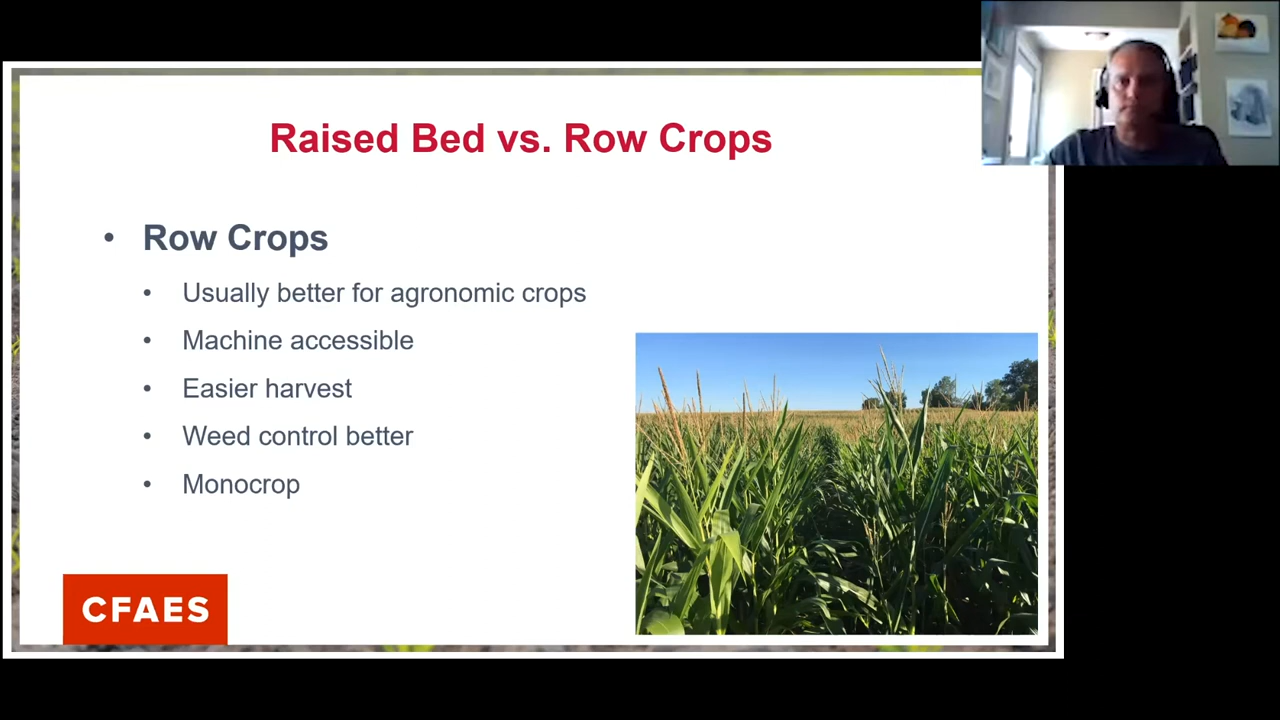 Raised Bed vs. Row Crops
• Row Crops
• Usually better for agronomic crops
• Machine accessible
• Easier harvest
• Weed control better
• Monocrop
CFAES